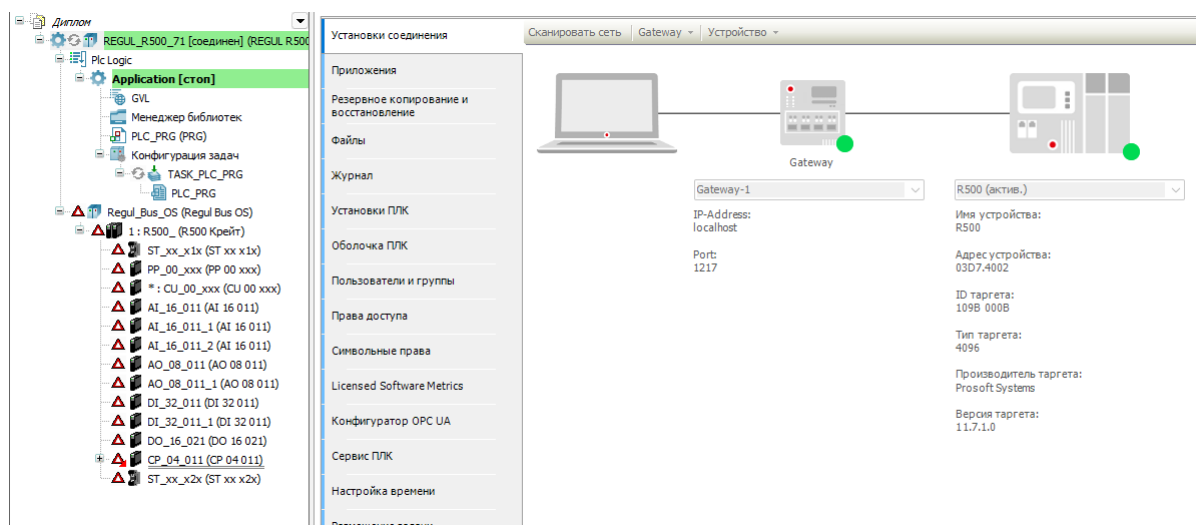 Диплом
REGUL_R500_71 [соединен] (REGUL R500
Plc Logic
Application [стоп]
GVL
Менеджер библиотек
PLC_PRG (PRG)
Конфигурация задач
TASK_PLC_PRG
PLC_PRG
Regul_Bus_OS (Regul Bus OS)
1 : R500_ (R500 Крейт)
ST_xx_x1x (ST xx x1x)
PP_00_xxx (PP 00 xxx)
* : CU_00_xxx (CU 00 xxx)
AI_16_011 (AI 16 011)
AI_16_011_1 (AI 16 011)
AI_16_011_2 (AI 16 011)
AO_08_011 (AO 08 011)
AO_08_011_1 (AO 08 011)
DI_32_011 (DI 32 011)
DI_32_011_1 (DI 32 011)
DO_16_021 (DO 16 021)
CP_04_011 (CP 04 011)
ST_xx_x2x (ST xx x2x)
Установки соединения
Приложения
Резервное копирование и
восстановление
Файлы
Журнал
Установки ПЛК
Оболочка ПЛК
Пользователи и группы
Права доступа
Символьные права
Licensed Software Metrics
Конфигуратор OPC UA
Сервис ПЛК
Настройка времени
Сканировать сеть Gateway Устройство
Gateway
Gateway-1
IP-Address:
localhost
Port:
1217
R500 (актив.)
Имя устройства:
R500
Адрес устройства:
03D7.4002
ID таргета:
109B 000B
Тип таргета:
4096
Производитель таргета:
Prosoft Systems
Версия таргета:
11.7.1.0